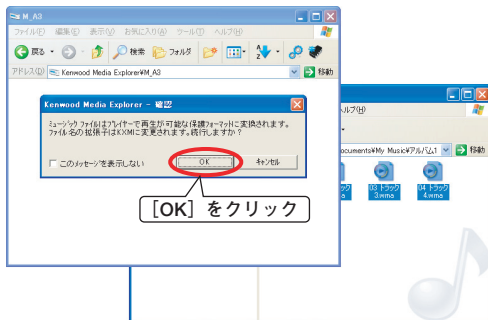 M_A3
ファイル(F) 編集(E) 表示(V) お気に入り(A) ツール(T) ヘルプ(H)
戻る 検索 フォルダ
アドレス(D) Kenwood Media Explorer¥M_A3 移動
Kenwood Media Explorer - 確認
ミュージック ファイルはプレイヤーで再生が可能な保護フォーマットに変換されます。
ファイル名の拡張子はKXMに変更されます。続行しますか?
このメッセージを表示しない OK キャンセル
[OK] をクリック
ヘルプ(H)
ocuments¥My Music¥アルバム1 移動
03 トラック 3.wma
04 トラック 4.wma